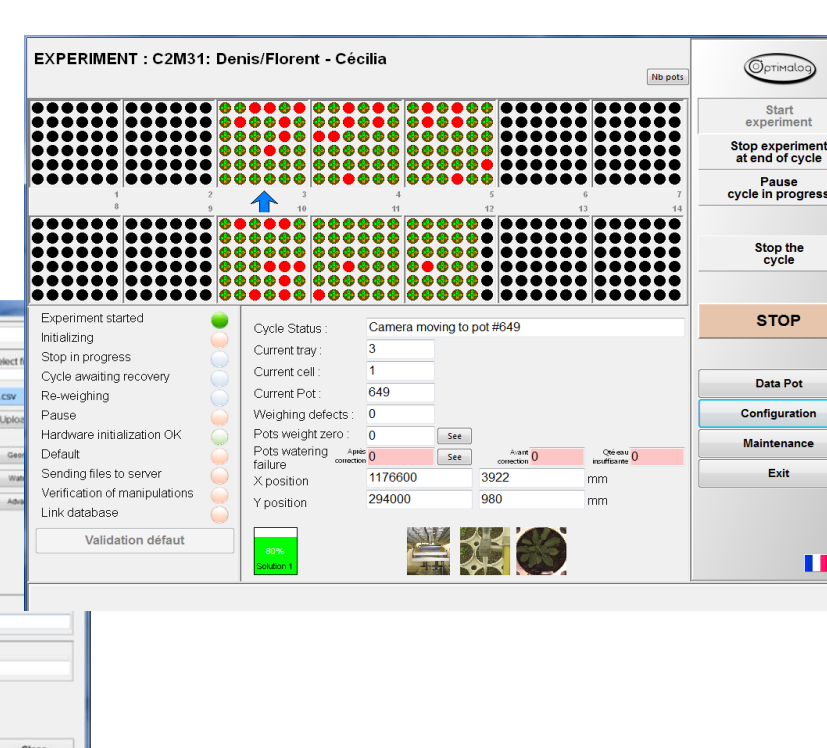 EXPERIMENT : C2M31: Denis/Florent - Cécilia
Nb pots
Optimalog
1 2 3 4 5 6 7
8 9 10 11 12 13 14
Experiment started
Initializing
Stop in progress
Cycle awaiting recovery
Re-weighing
Pause
Hardware initialization OK
Default
Sending files to server
Verification of manipulations
Link database
Validation défaut
Cycle Status : Camera moving to pot #649
Current tray : 3
Current cell : 1
Current Pot : 649
Weighing defects : 0
Pots weight zero : 0 See
Pots watering failure Après correction 0 See Avant correction 0 Qté eau insuffisante 0
X position 1176600 3922 mm
Y position 294000 980 mm
80%
Solution 1
Start
experiment
Stop experiment
at end of cycle
Pause
cycle in progress
Stop the
cycle
STOP
Data Pot
Configuration
Maintenance
Exit
.csv